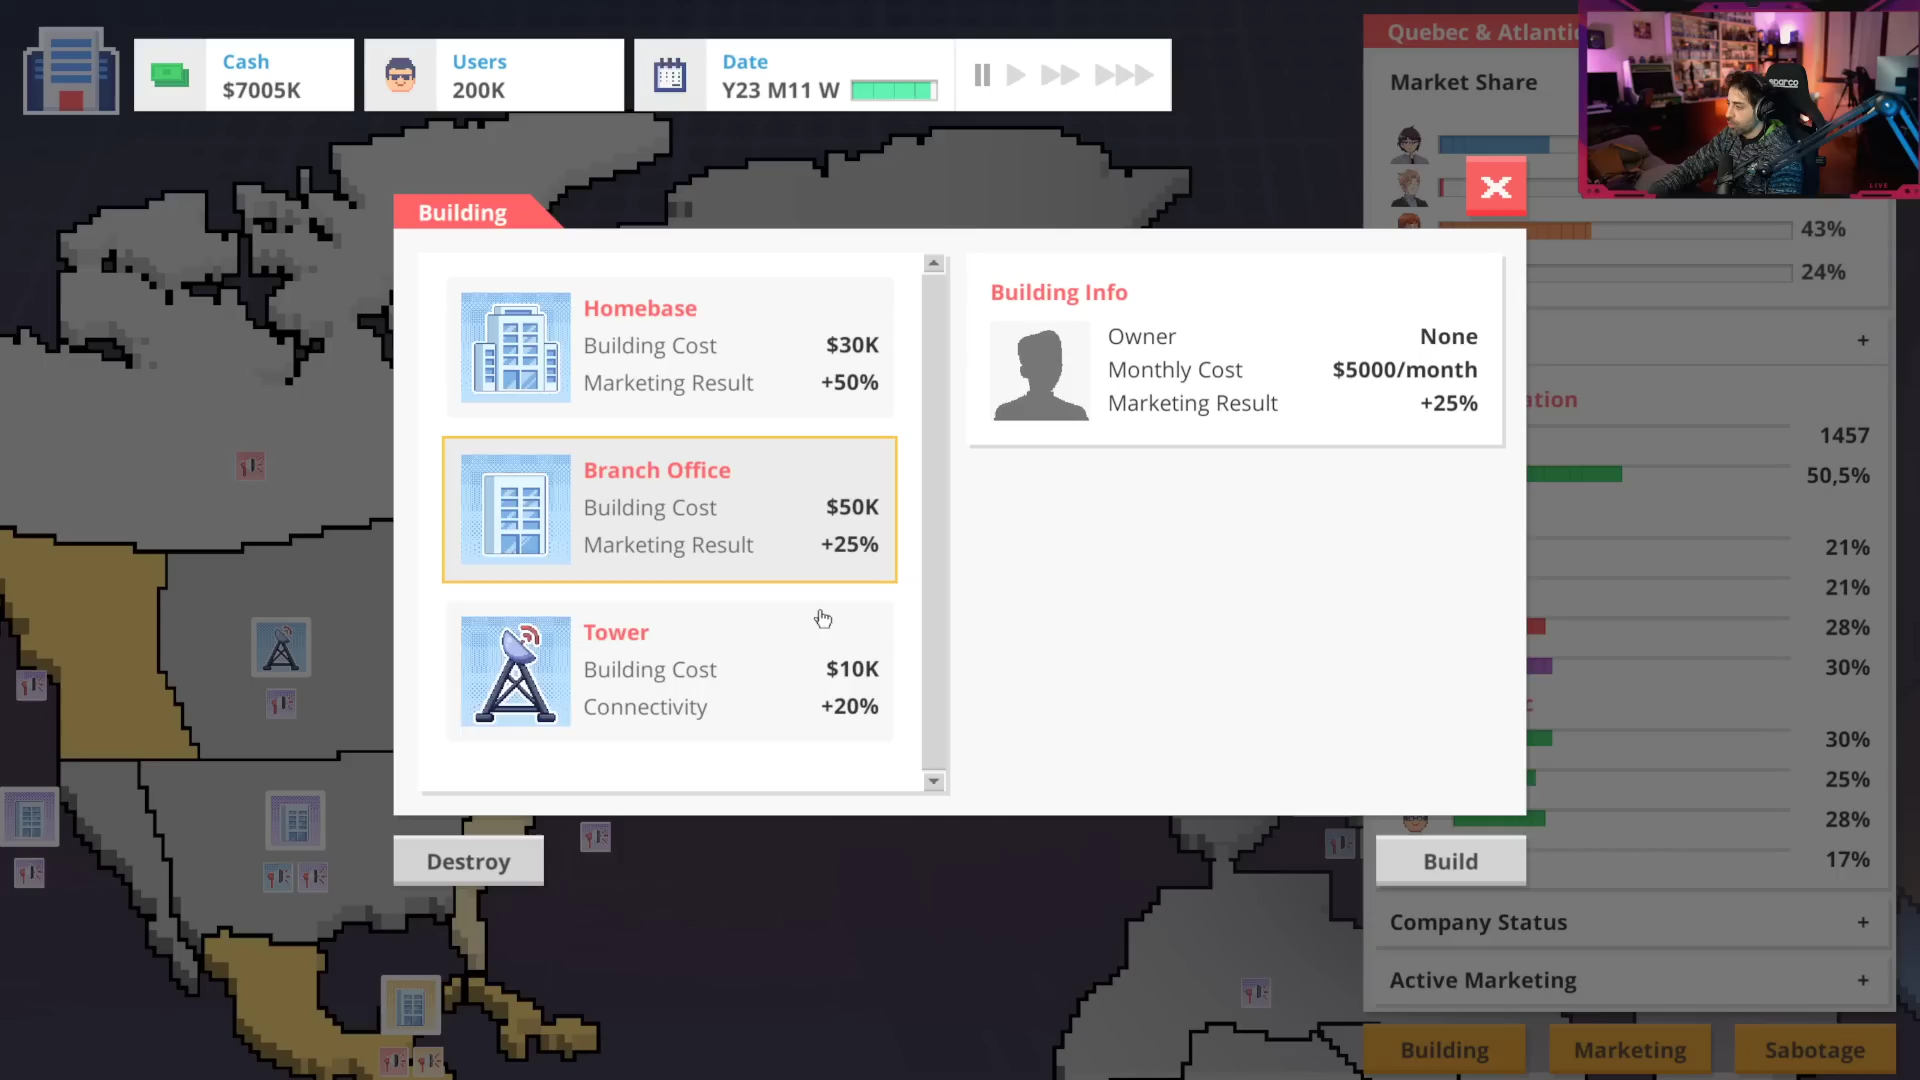 Cash
$7005K
Users
200K
Date
Y23 M11 W
Quebec & Atlantic
Market Share
sparco
LIVE
43%
24%
Building
Homebase
Building Cost $30K
Marketing Result +50%
Branch Office
Building Cost $50K
Marketing Result +25%
Tower
Building Cost $10K
Connectivity +20%
Building Info
Owner None
Monthly Cost $5000/month
Marketing Result +25%
+
ation
1457
50,5%
21%
21%
28%
30%
c
30%
25%
28%
17%
Destroy
Build
Company Status +
Active Marketing +
Building
Marketing
Sabotage